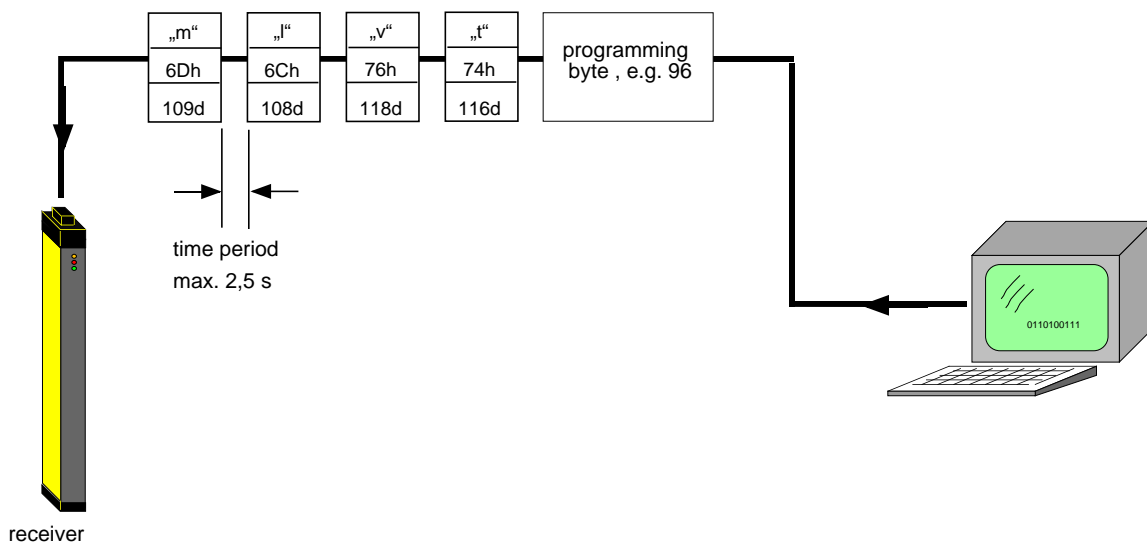 „m“ „l“ „v“ „t“
6Dh 6Ch 76h 74h
109d 108d 118d 116d
programming
byte , e.g. 96
time period
max. 2,5 s
0110100111
receiver